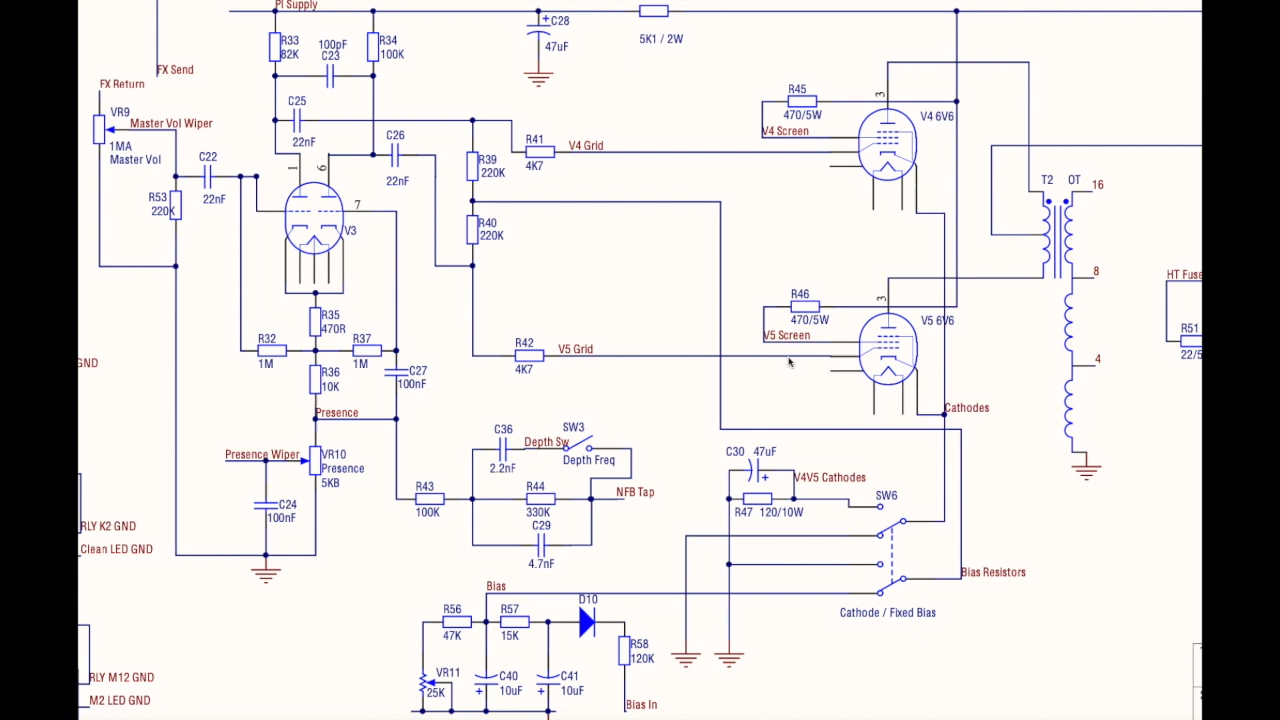 PI Supply
C28
47uF
5K1 / 2W
R33
82K
100pF
C23
R34
100K
FX Send
FX Return
VR9
Master Vol Wiper
1MA
Master Vol
C25
22nF
C26
22nF
C22
22nF
R53
220K
1
6
7
V3
R39
220K
R40
220K
R41
4K7
V4 Grid
R45
470/5W
V4 Screen
3
V4 6V6
T2
OT
16
8
4
HT Fuse
R51
22/5
R46
470/5W
V5 Screen
3
V5 6V6
R42
4K7
V5 Grid
R35
470R
R32
1M
R37
1M
R36
10K
C27
100nF
GND
Presence
Presence Wiper
VR10
Presence
5KB
C24
100nF
Cathodes
C36
2.2nF
Depth Sw
SW3
Depth Freq
R43
100K
R44
330K
NFB Tap
C29
4.7nF
C30
47uF
V4V5 Cathodes
R47
120/10W
SW6
Bias Resistors
Cathode / Fixed Bias
RLY K2 GND
Clean LED GND
Bias
R56
47K
R57
15K
D10
R58
120K
VR11
25K
C40
10uF
C41
10uF
Bias In
RLY M12 GND
M2 LED GND
+
+
+
+